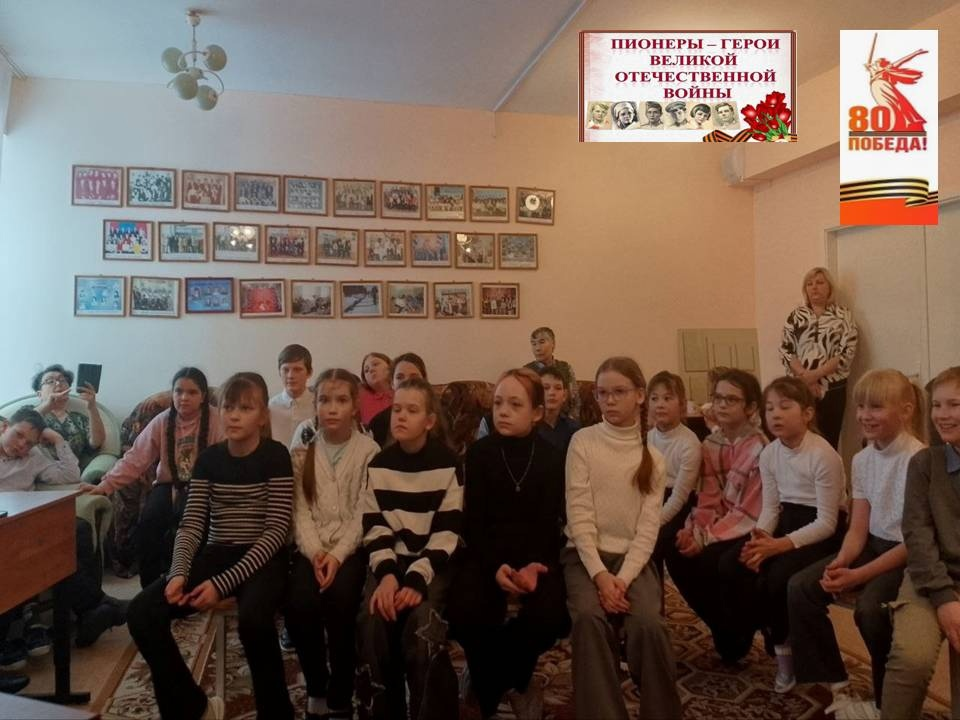 ПИОНЕРЫ – ГЕРОИ
ВЕЛИКОЙ
ОТЕЧЕСТВЕННОЙ
ВОЙНЫ
80
ПОБЕДА!